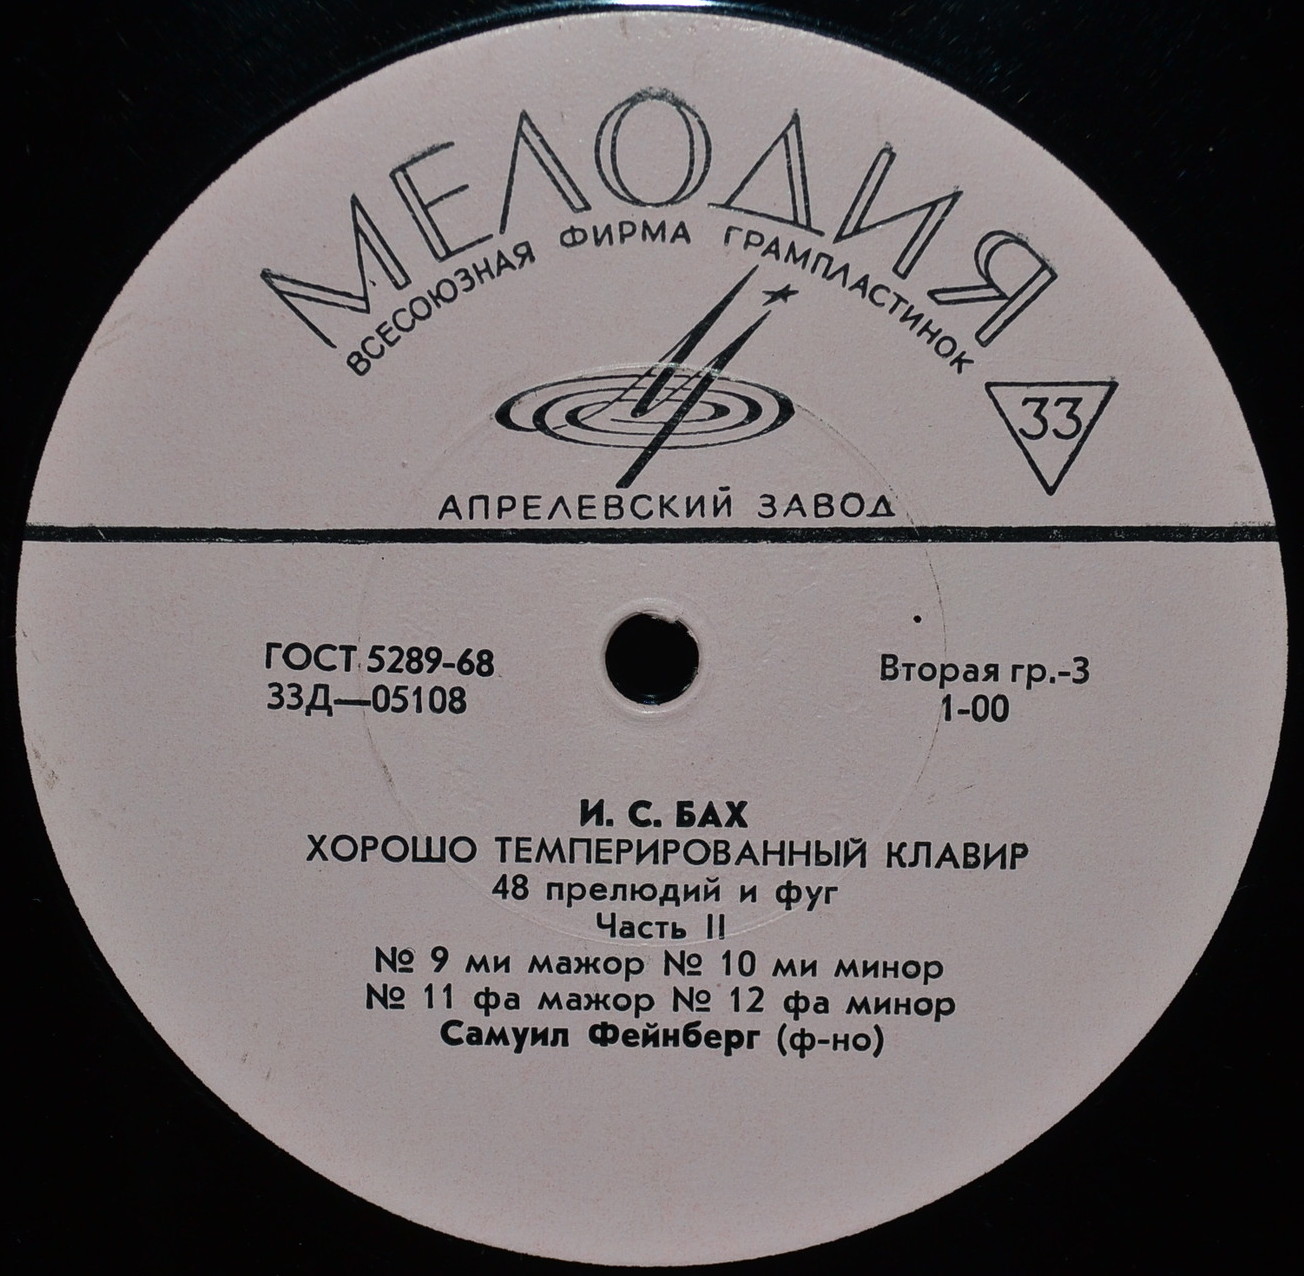 МЕЛОДИЯ
ВСЕСОЮЗНАЯ ФИРМА ГРАМПЛАСТИНОК
33
АПРЕЛЕВСКИЙ ЗАВОД
ГОСТ 5289-68
33Д—05108
Вторая гр.-3
1-00
И. С. БАХ
ХОРОШО ТЕМПЕРИРОВАННЫЙ КЛАВИР
48 прелюдий и фуг
Часть II
№ 9 ми мажор № 10 ми минор
№ 11 фа мажор № 12 фа минор
Самуил Фейнберг (ф-но)